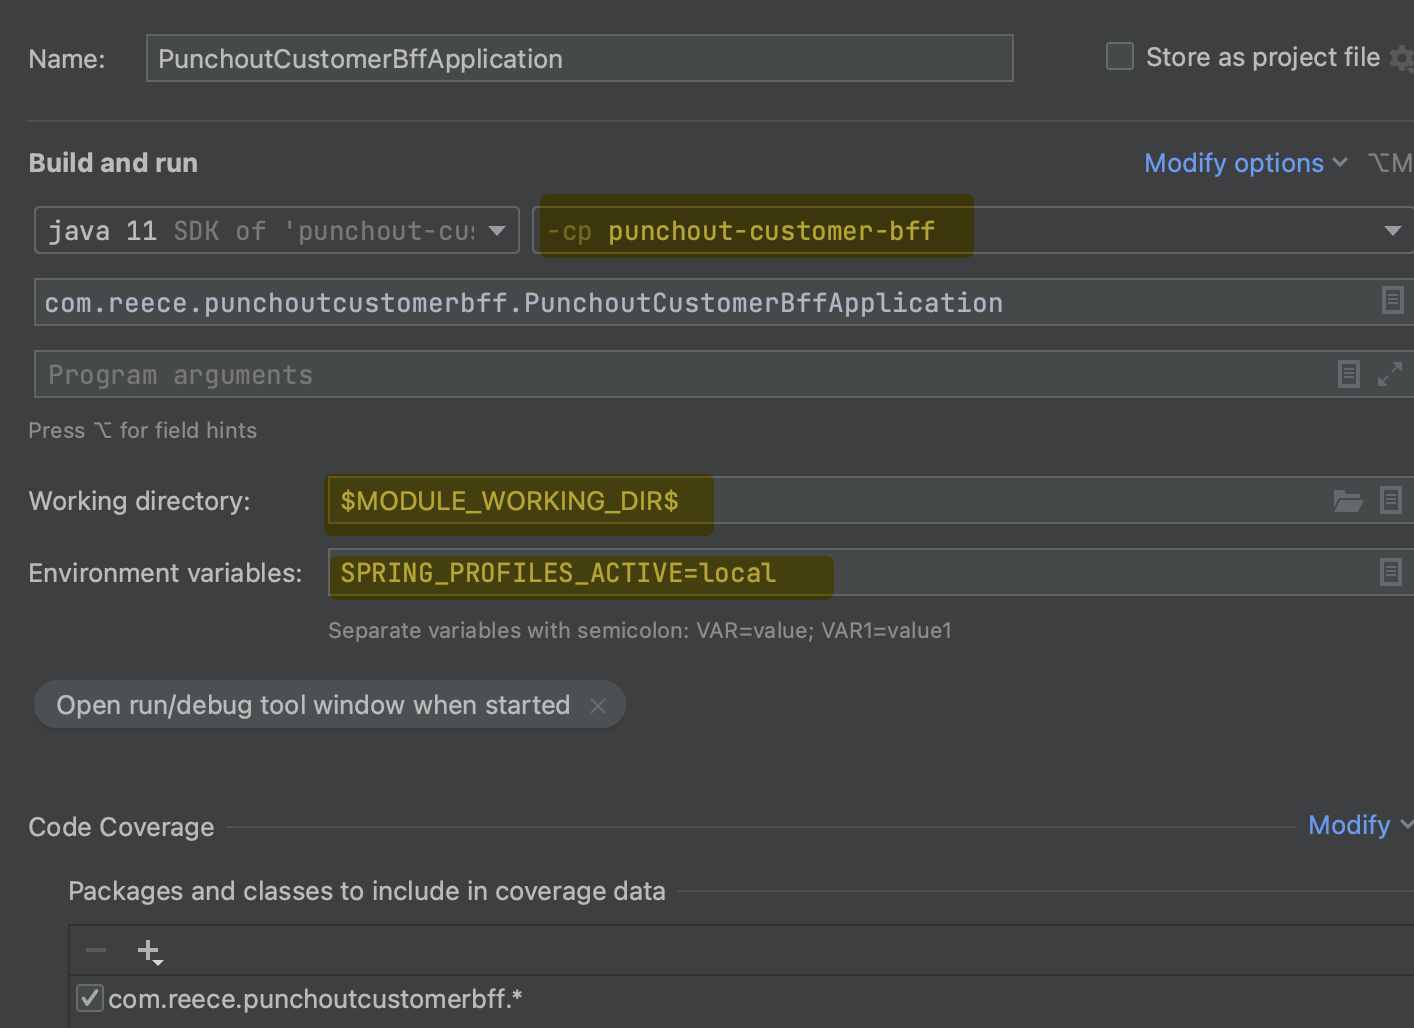 Name: PunchoutCustomerBffApplication Store as project file
Build and run Modify options ⌥M
java 11 SDK of 'punchout-cus -cp punchout-customer-bff
com.reece.punchoutcustomerbff.PunchoutCustomerBffApplication
Program arguments
Press ⌥ for field hints
Working directory: $MODULE_WORKING_DIR$
Environment variables: SPRING_PROFILES_ACTIVE=local
Separate variables with semicolon: VAR=value; VAR1=value1
Open run/debug tool window when started ×
Code Coverage Modify
Packages and classes to include in coverage data
com.reece.punchoutcustomerbff.*